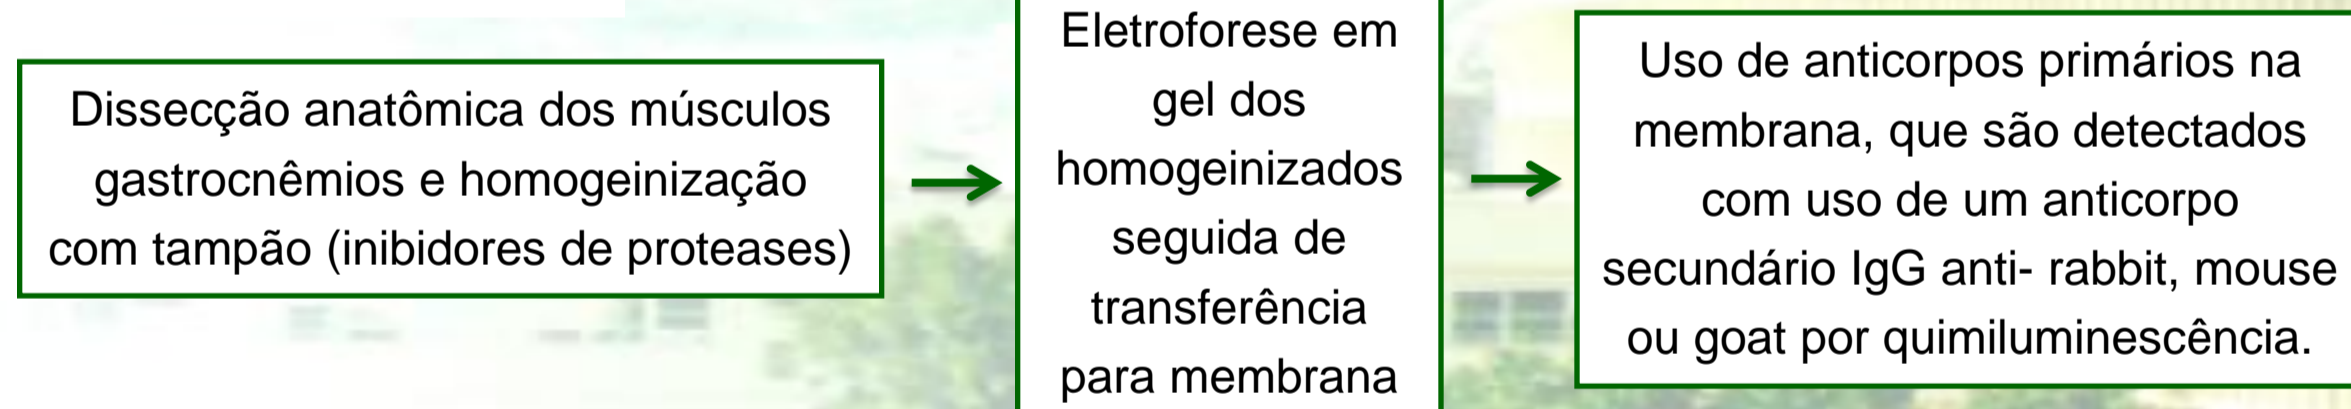 Dissecção anatômica dos músculos
gastrocnêmios e homogeinização
com tampão (inibidores de proteases)
Eletroforese em
gel dos
homogeinizados
seguida de
transferência
para membrana
Uso de anticorpos primários na
membrana, que são detectados
com uso de um anticorpo
secundário IgG anti- rabbit, mouse
ou goat por quimiluminescência.